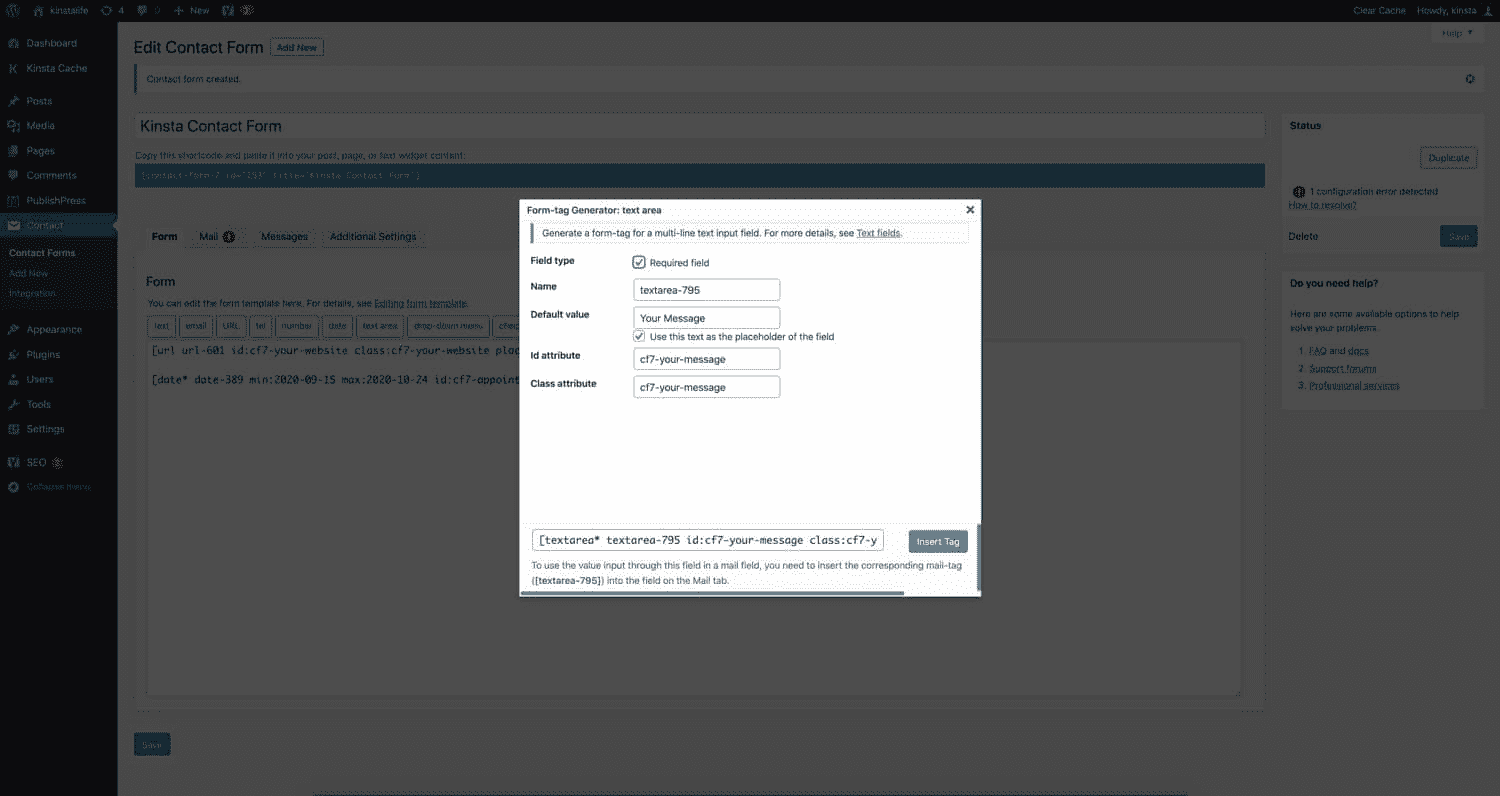 kinstalife 4 0 New
Clear Cache Howdy, kinsta
Dashboard
Kinsta Cache
Posts
Media
Pages
Comments
PublishPress
Contact
Contact Forms
Add New
Integration
Appearance
Plugins
Users
Tools
Settings
SEO
Collapse menu
Help
Edit Contact Form Add New
Contact form created.
Kinsta Contact Form
Copy this shortcode and paste it into your post, page, or text widget content:
Form Mail Messages Additional Settings
Form
You can edit the form template here. For details, see Editing form template.
text email URL tel number date text area drop-down menu
[url url-601 id:cf7-your-website class:cf7-your-website
[date* date-389 min:2020-09-15 max:2020-10-24 id:cf7-appoint
Save
Form-tag Generator: text area
Generate a form-tag for a multi-line text input field. For more details, see Text fields.
Field type Required field
Name textarea-795
Default value Your Message
Use this text as the placeholder of the field
Id attribute cf7-your-message
Class attribute cf7-your-message
[textarea* textarea-795 id:cf7-your-message class:cf7-y
Insert Tag
To use the value input through this field in a mail field, you need to insert the corresponding mail-tag
([textarea-795]) into the field on the Mail tab.
Status
Duplicate
1 configuration error detected
How to resolve?
Delete Save
Do you need help?
Here are some available options to help
solve your problems.
1. FAQ and docs
2. Support forums
3. Professional services